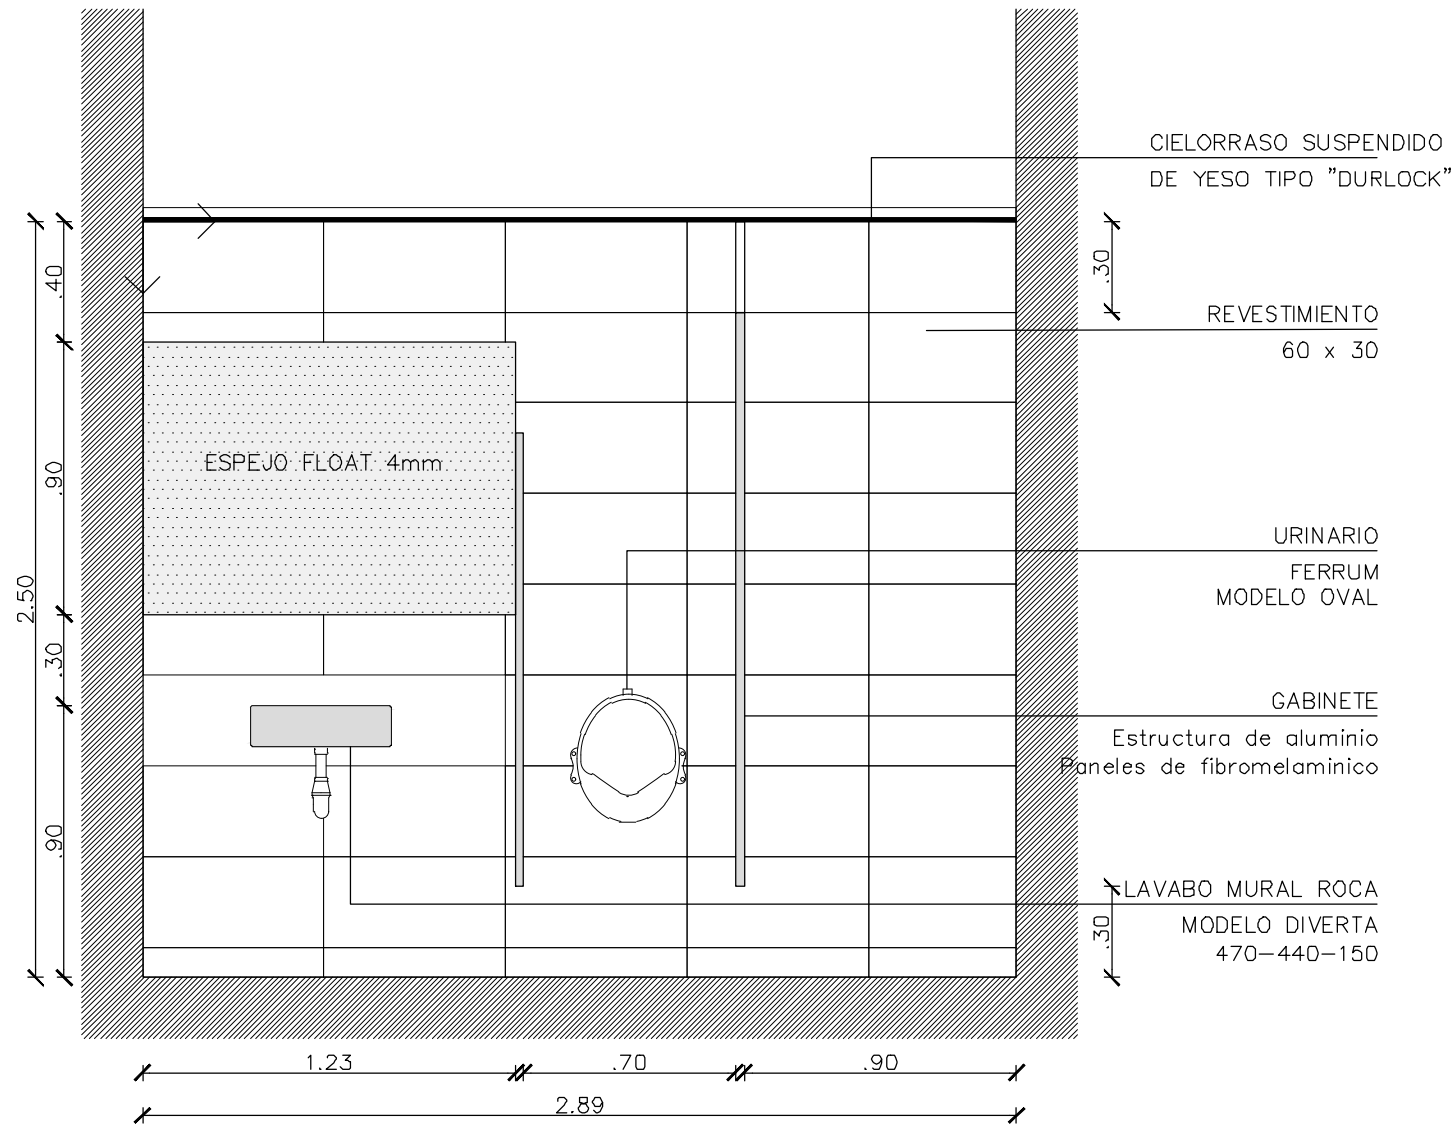 CIELORRASO SUSPENDIDO
DE YESO TIPO "DURLOCK"
.40
.30
REVESTIMIENTO
60 x 30
ESPEJO FLOAT 4mm
.90
URINARIO
FERRUM
MODELO OVAL
2.50
.30
GABINETE
Estructura de aluminio
Paneles de fibromelaminico
.90
LAVABO MURAL ROCA
MODELO DIVERTA
470-440-150
.30
1.23
.70
.90
2.89